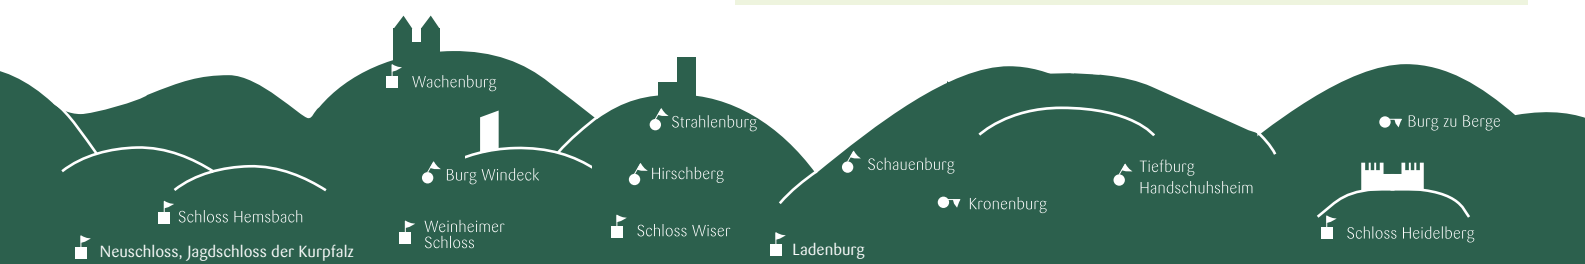 Wachenburg
Burg Windeck
Schloss Hemsbach
Neuschloss, Jagdschloss der Kurpfalz
Weinheimer
Schloss
Strahlenburg
Hirschberg
Schloss Wiser
Ladenburg
Schauenburg
Kronenburg
Tiefburg
Handschuhsheim
Burg zu Berge
Schloss Heidelberg